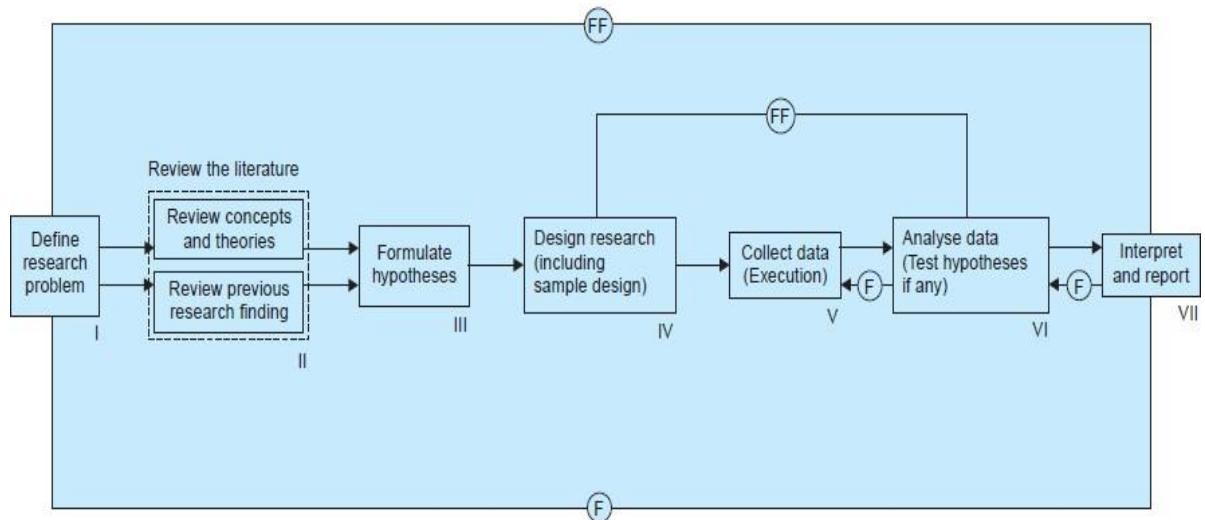 FF
FF
Review the literature
Review concepts
and theories
Review previous
research finding
II
Define
research
problem
I
Formulate
hypotheses
III
Design research
(including
sample design)
IV
Collect data
(Execution)
V
F
Analyse data
(Test hypotheses
if any)
VI
F
Interpret
and report
VII
F